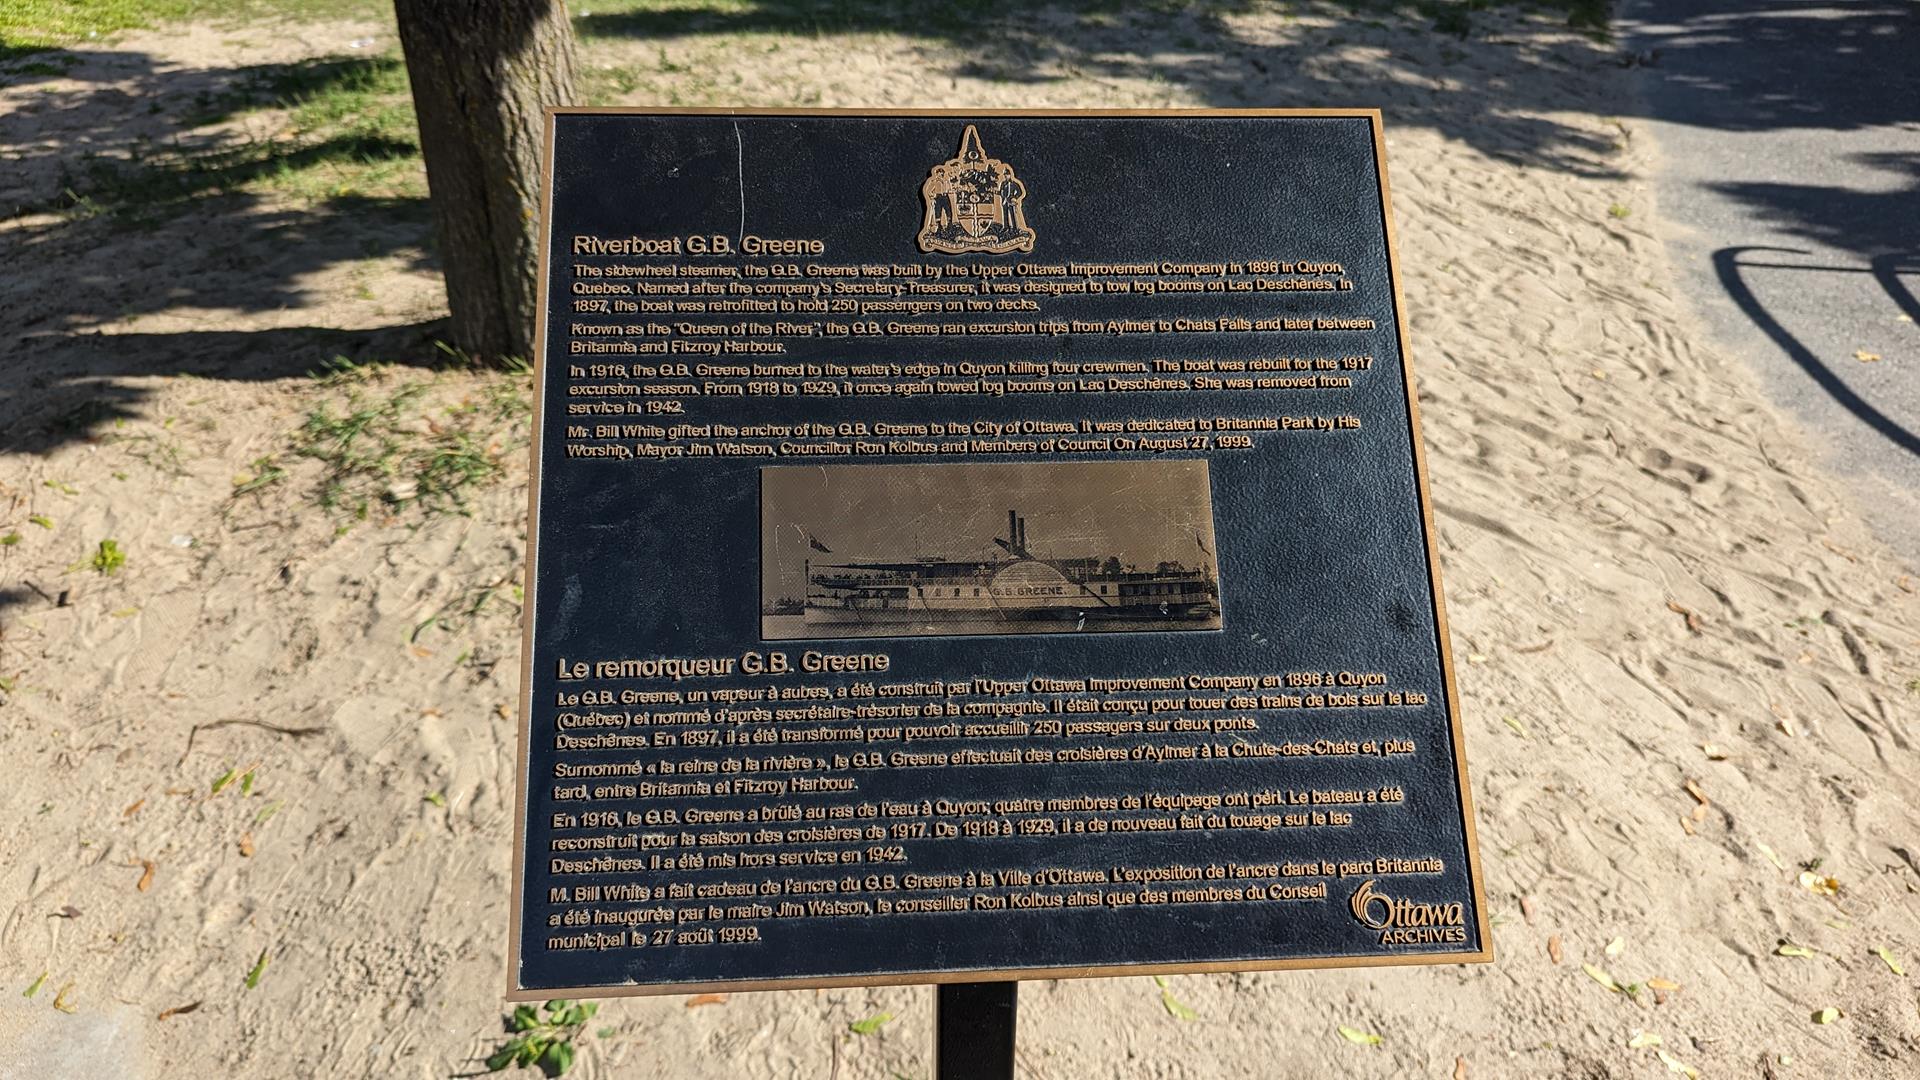 Riverboat G.B. Greene
The sidewheel steamer, the G.B. Greene was built by the Upper Ottawa Improvement Company in 1896 in Quyon,
Quebec. Named after the company's Secretary-Treasurer, it was designed to tow log booms on Lac Deschênes. In
1897, the boat was retrofitted to hold 250 passengers on two decks.
Known as the "Queen of the River", the G.B. Greene ran excursion trips from Aylmer to Chats Falls and later between
Britannia and Fitzroy Harbour.
In 1916, the G.B. Greene burned to the water's edge in Quyon killing four crewmen. The boat was rebuilt for the 1917
excursion season. From 1918 to 1929, it once again towed log booms on Lac Deschênes. She was removed from
service in 1942.
Mr. Bill White gifted the anchor of the G.B. Greene to the City of Ottawa. It was dedicated to Britannia Park by His
Worship, Mayor Jim Watson, Councillor Ron Kolbus and Members of Council On August 27, 1999.
G.B. GREENE.
Le remorqueur G.B. Greene
Le G.B. Greene, un vapeur à aubes, a été construit par l'Upper Ottawa Improvement Company en 1896 à Quyon
(Québec) et nommé d'après secrétaire-trésorier de la compagnie. Il était conçu pour touer des trains de bois sur le lac
Deschênes. En 1897, il a été transformé pour pouvoir accueillir 250 passagers sur deux ponts.
Surnommé « la reine de la rivière », le G.B. Greene effectuait des croisières d'Aylmer à la Chute-des-Chats et, plus
tard, entre Britannia et Fitzroy Harbour.
En 1916, le G.B. Greene a brûlé au ras de l'eau à Quyon; quatre membres de l'équipage ont péri. Le bateau a été
reconstruit pour la saison des croisières de 1917. De 1918 à 1929, il a de nouveau fait du touage sur le lac
Deschênes. Il a été mis hors service en 1942.
M. Bill White a fait cadeau de l'ancre du G.B. Greene à la Ville d'Ottawa. L'exposition de l'ancre dans le parc Britannia
a été inaugurée par le maire Jim Watson, le conseiller Ron Kolbus ainsi que des membres du Conseil
municipal le 27 août 1999.
Ottawa
ARCHIVES